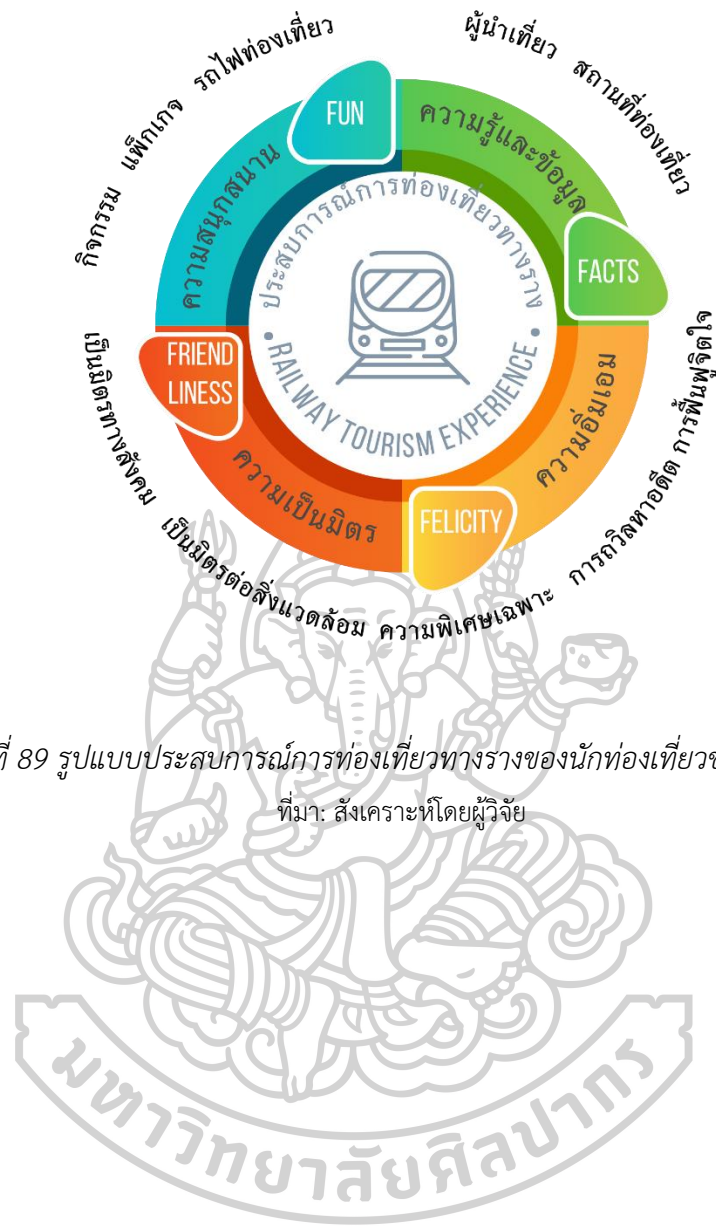 กิจกรรม แพ็กเกจ รถไฟท่องเที่ยว
ผู้นำเที่ยว สถานที่ท่องเที่ยว
FUN
ความรู้และข้อมูล
ความสนุกสนาน
ประสบการณ์การท่องเที่ยวทางราง
FACTS
FRIEND
LINESS
• RAILWAY TOURISM EXPERIENCE •
ความอิ่มเอม
ความเป็นมิตร
FELICITY
เป็นมิตรทางสังคม เป็นมิตรต่อสิ่งแวดล้อม
ความพิเศษเฉพาะ การถวิลหาอดีต การฟื้นฟูจิตใจ
ที่ 89 รูปแบบประสบการณ์การท่องเที่ยวทางรางของนักท่องเที่ยว
ที่มา: สังเคราะห์โดยผู้วิจัย
มหาวิทยาลัยศิลปากร